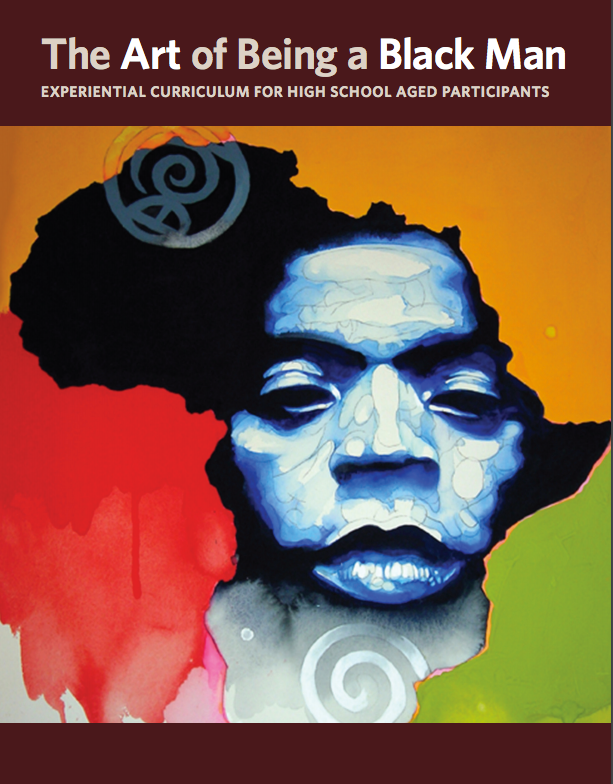 The Art of Being a Black Man
EXPERIENTIAL CURRICULUM FOR HIGH SCHOOL AGED PARTICIPANTS